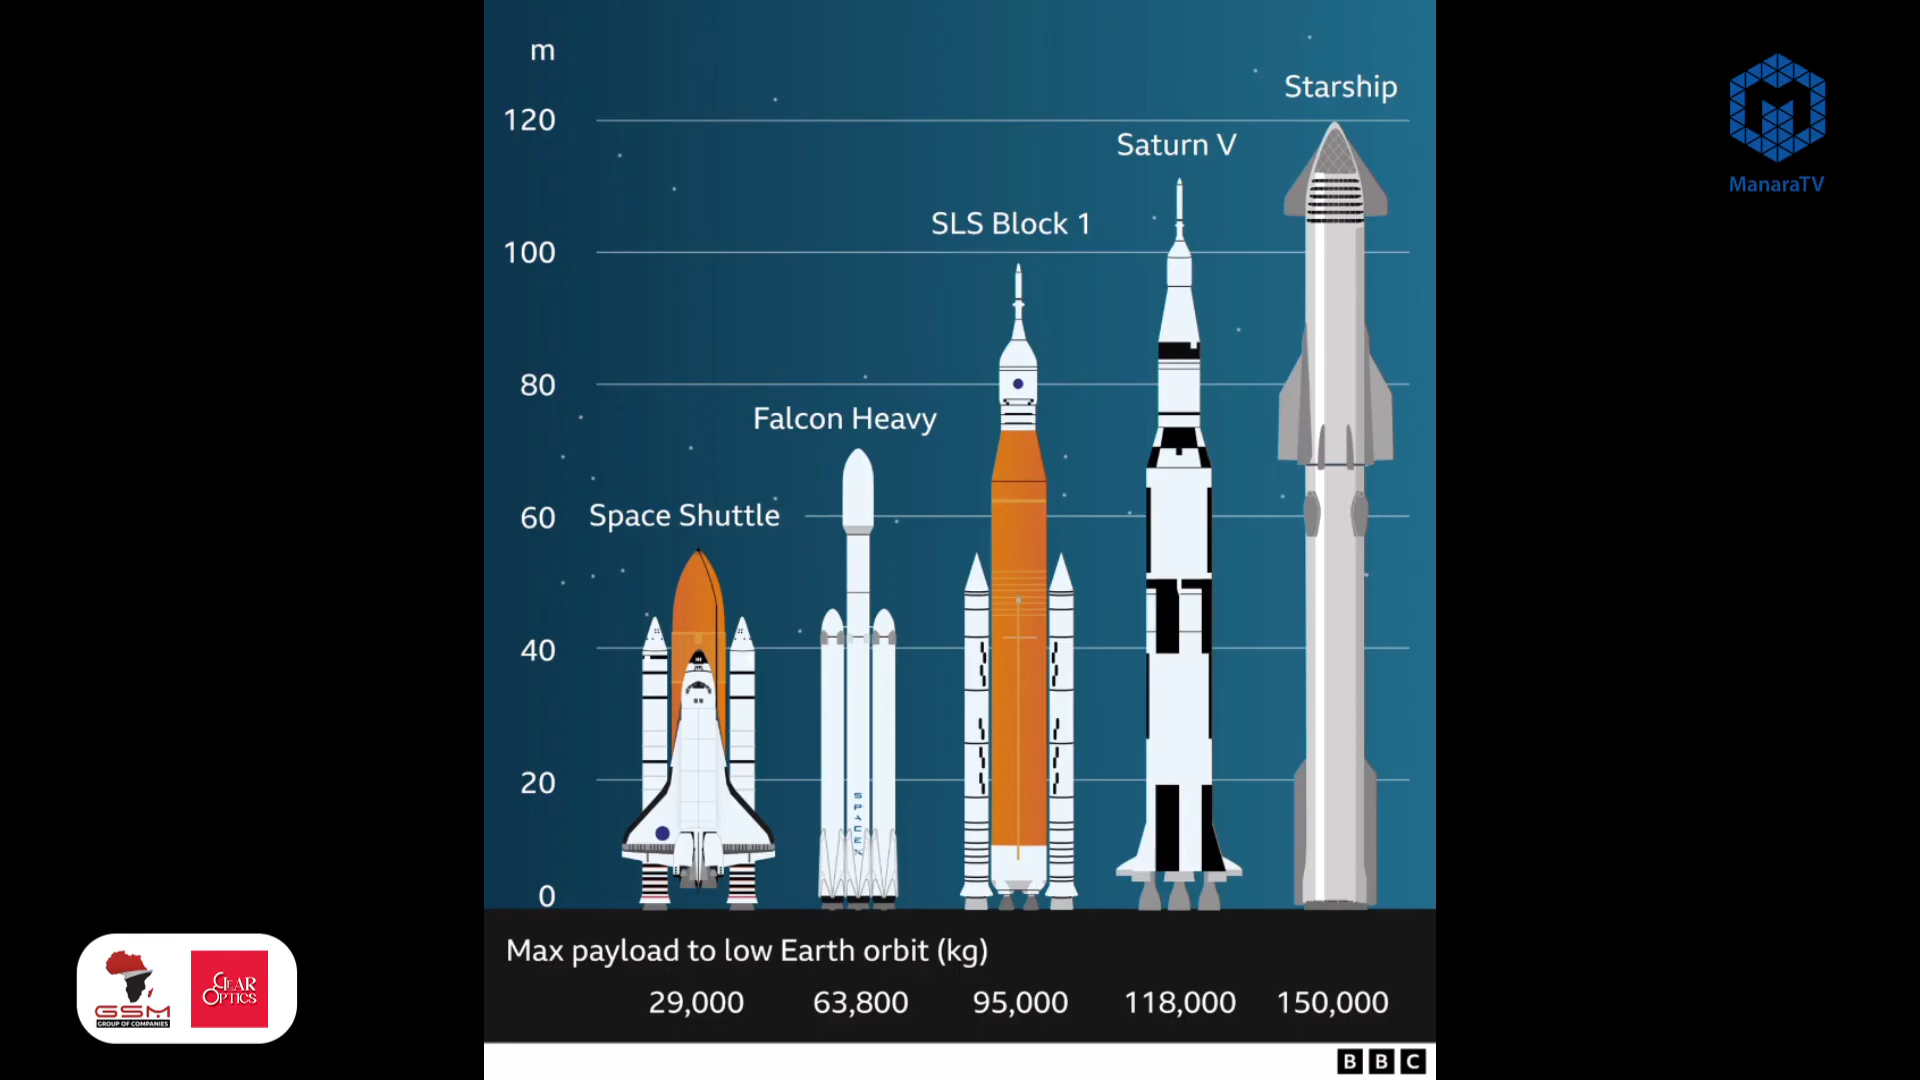 m
120
100
80
60
40
20
0
Starship
Saturn V
SLS Block 1
Falcon Heavy
Space Shuttle
SPACEX
Max payload to low Earth orbit (kg)
29,000 63,800 95,000 118,000 150,000
BBC
ManaraTV
GSM
GROUP OF COMPANIES
CLEAR
OPTICS